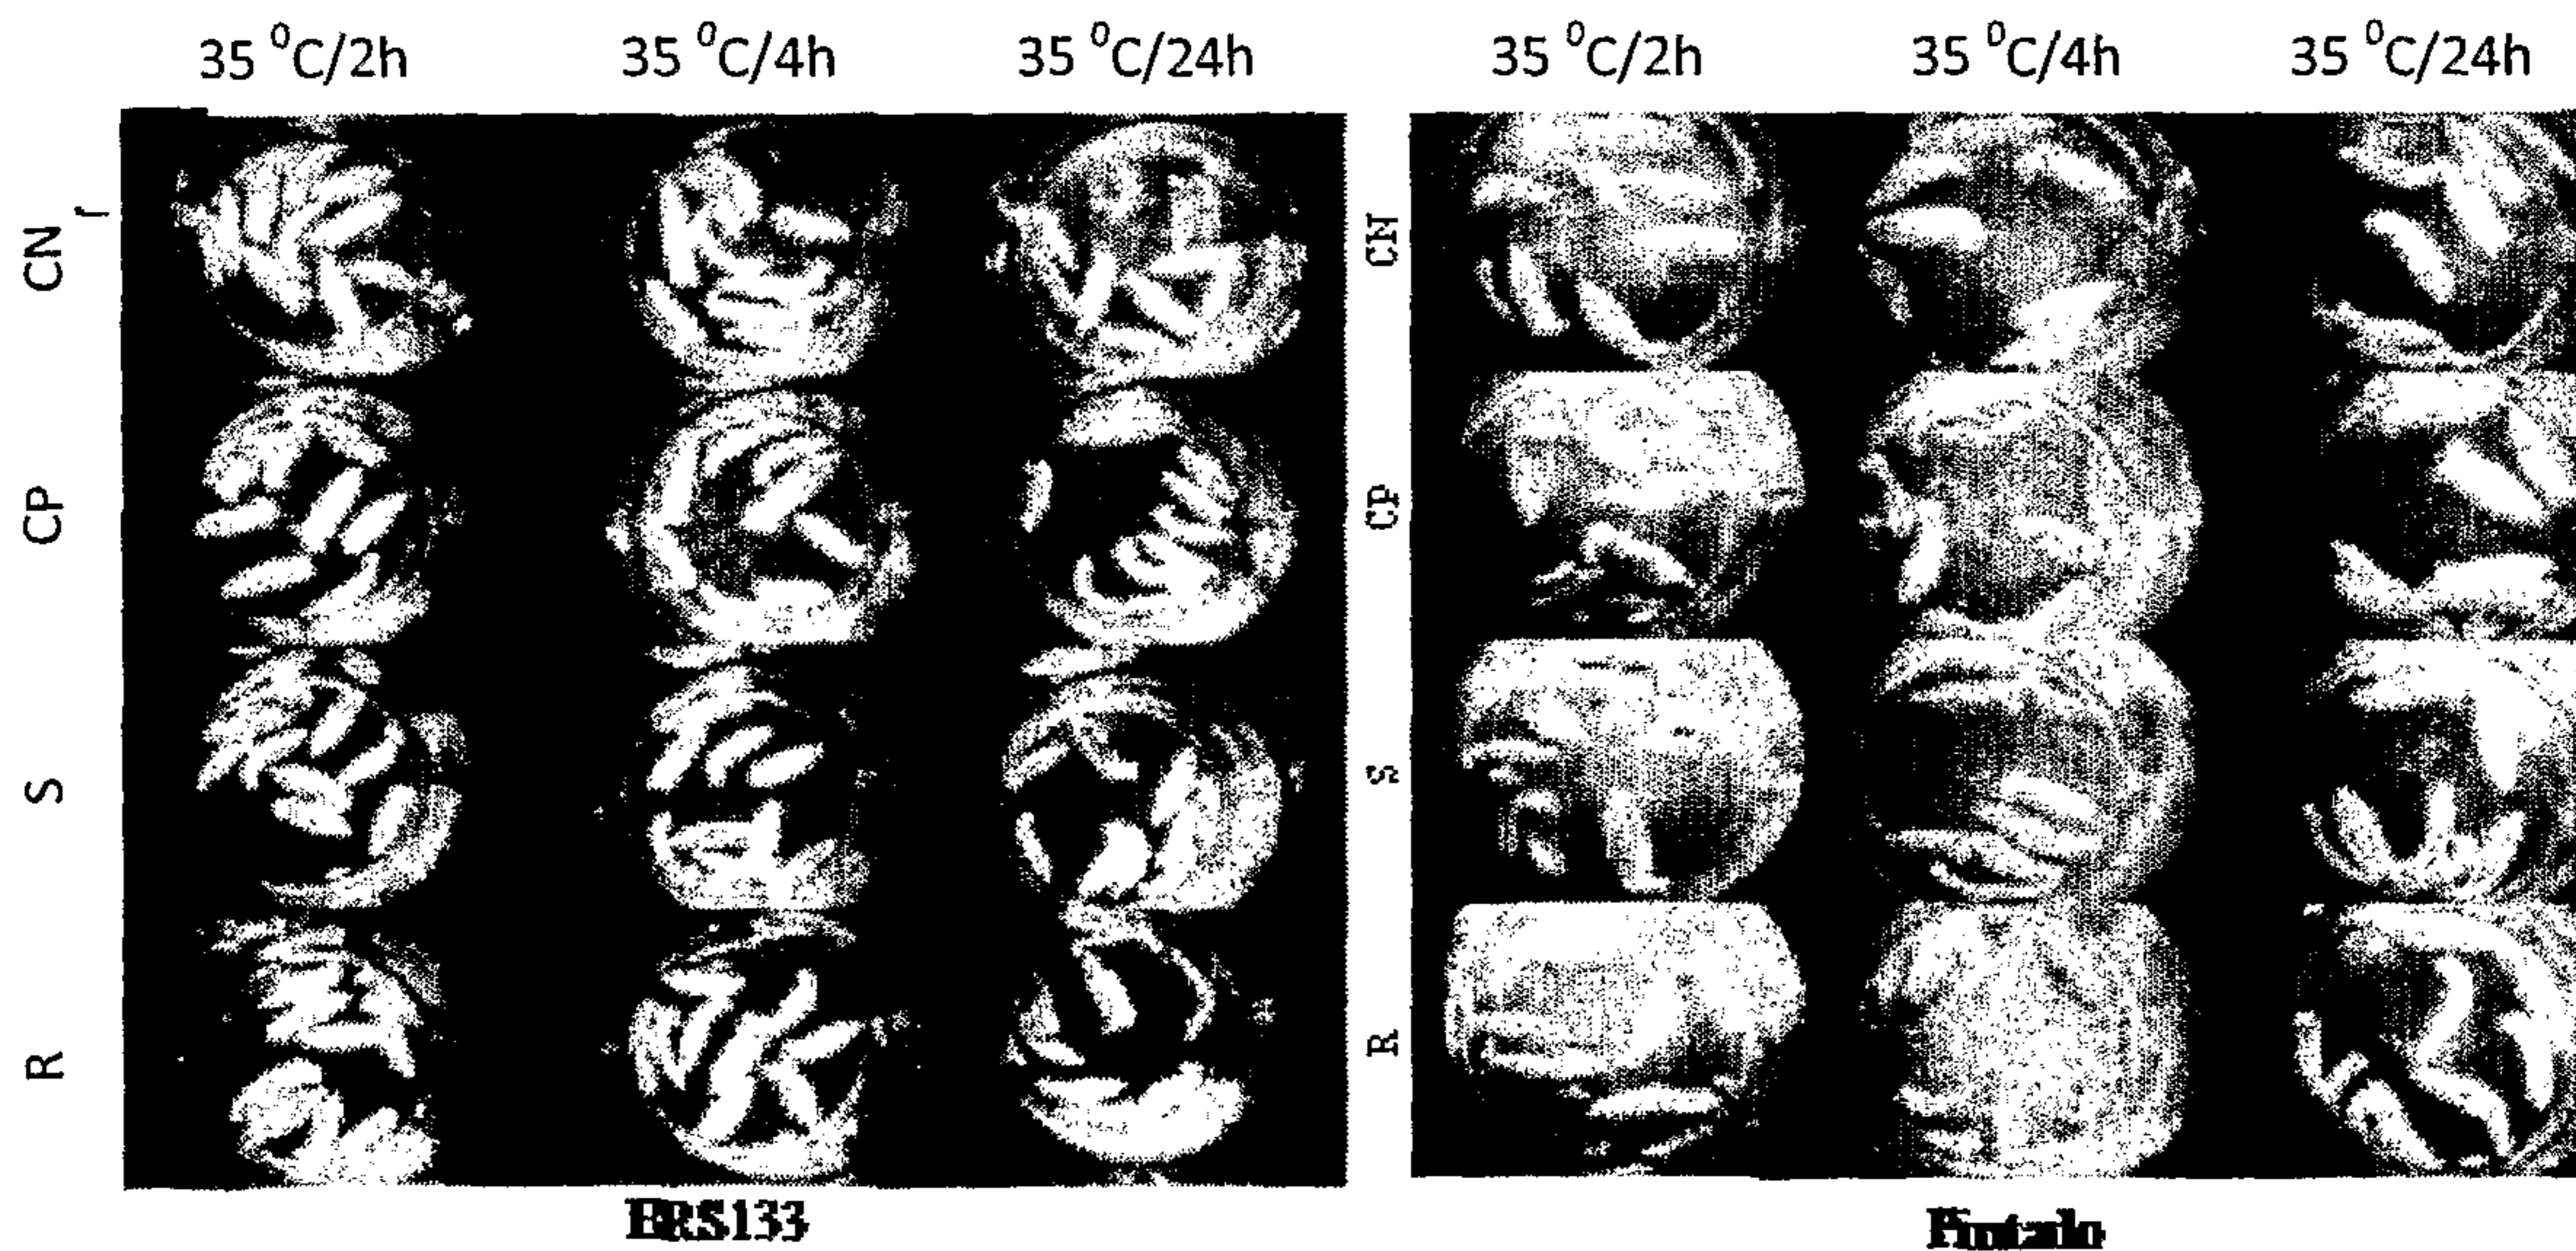 35 ⁰C/2h 35 ⁰C/4h 35 ⁰C/24h 35 ⁰C/2h 35 ⁰C/4h 35 ⁰C/24h
CN CN
CP CP
S S
R R
BRS133 Pintado